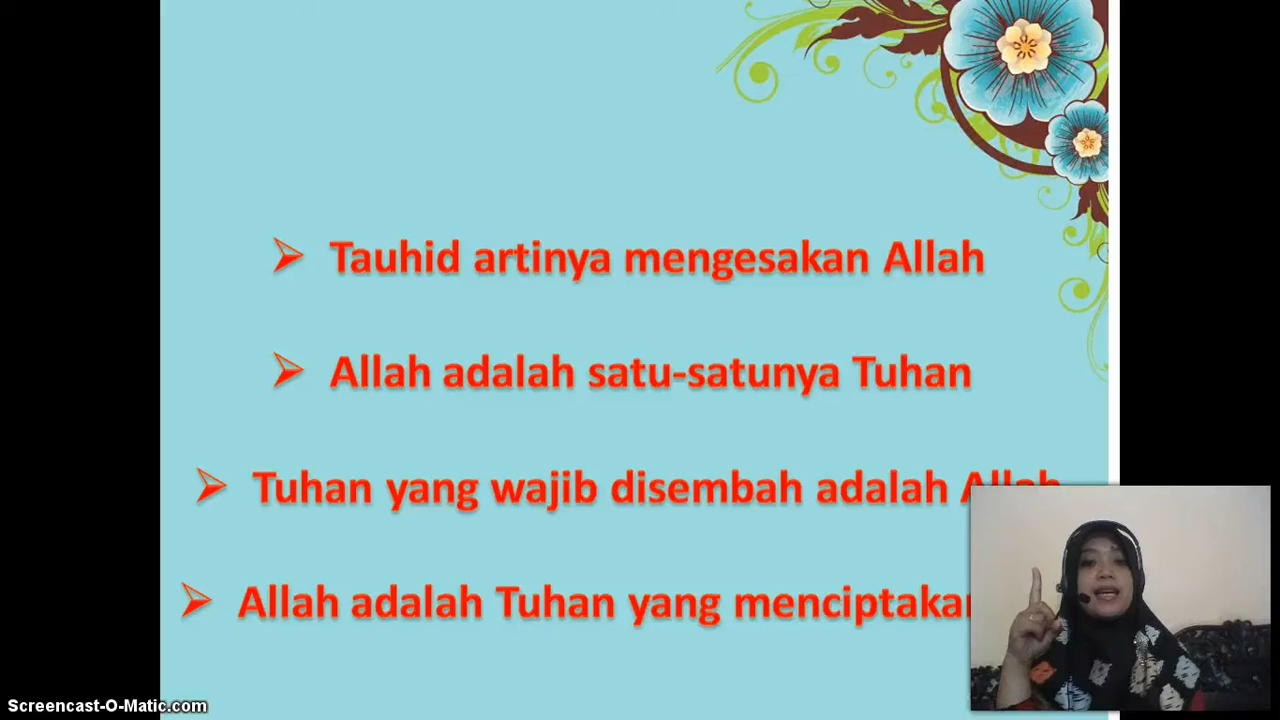 Tauhid artinya mengesakan Allah
Allah adalah satu-satunya Tuhan
Tuhan yang wajib disembah adalah Allah
Allah adalah Tuhan yang menciptakan
Screencast-O-Matic.com